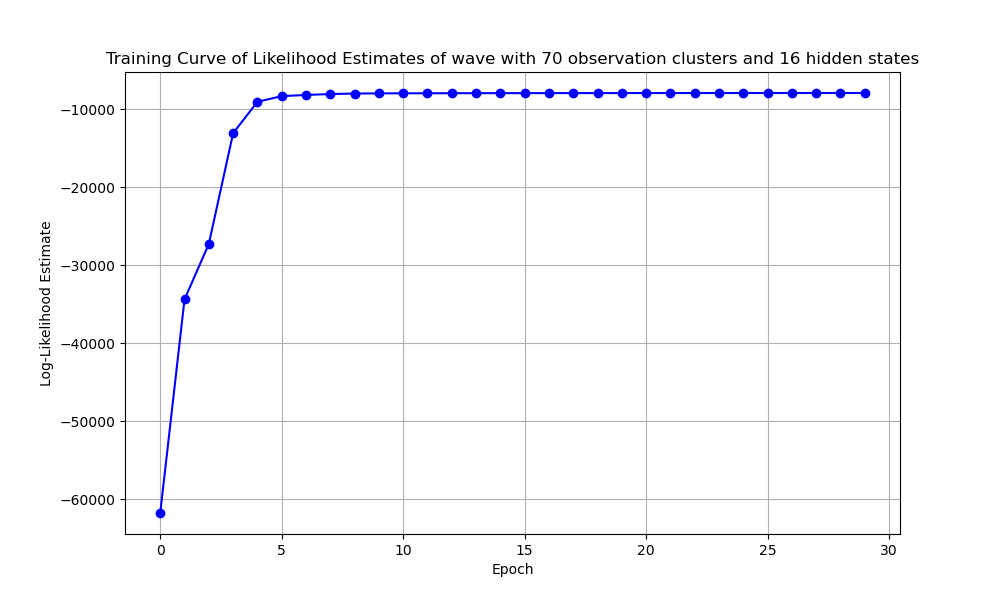 Training Curve of Likelihood Estimates of wave with 70 observation clusters and 16 hidden states
−10000
−20000
−30000
−40000
−50000
−60000
Log-Likelihood Estimate
0 5 10 15 20 25 30
Epoch